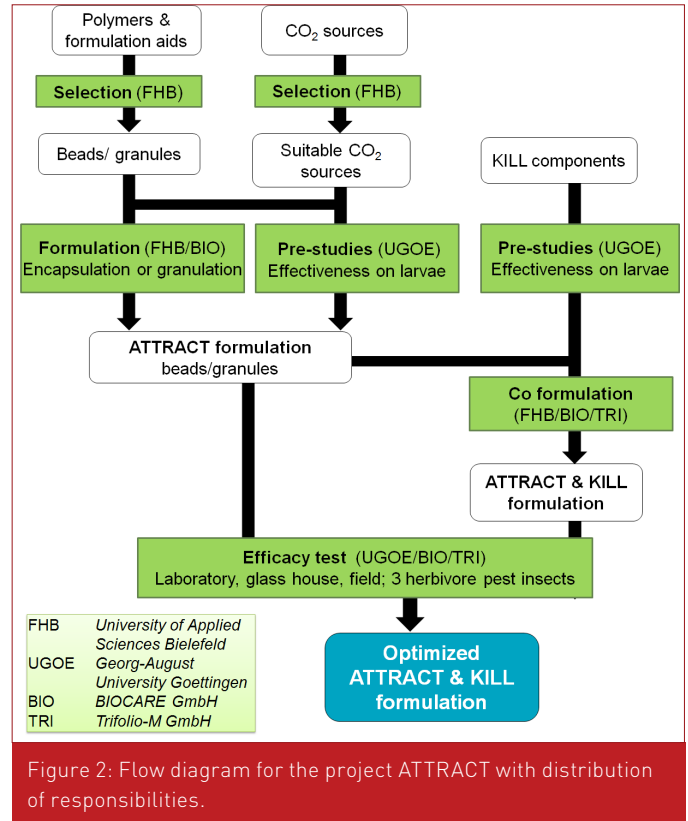 Polymers &
formulation aids
CO₂ sources
Selection (FHB)
Selection (FHB)
Beads/ granules
Suitable CO₂
sources
KILL components
Formulation (FHB/BIO)
Encapsulation or granulation
Pre-studies (UGOE)
Effectiveness on larvae
Pre-studies (UGOE)
Effectiveness on larvae
ATTRACT formulation
beads/granules
Co formulation
(FHB/BIO/TRI)
ATTRACT & KILL
formulation
Efficacy test (UGOE/BIO/TRI)
Laboratory, glass house, field; 3 herbivore pest insects
FHB University of Applied
Sciences Bielefeld
UGOE Georg-August
University Goettingen
BIO BIOCARE GmbH
TRI Trifolio-M GmbH
Optimized
ATTRACT & KILL
formulation
Figure 2: Flow diagram for the project ATTRACT with distribution
of responsibilities.